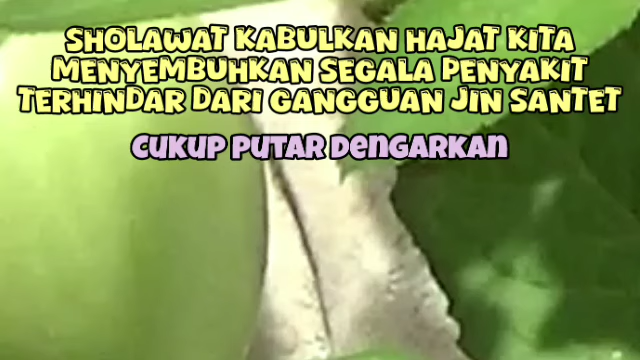 SHOLAWAT KABULKAN HAJAT KITA
MENYEMBUHKAN SEGALA PENYAKIT
TERHINDAR DARI GANGGUAN JIN SANTET
CUKUP PUTAR DENGARKAN